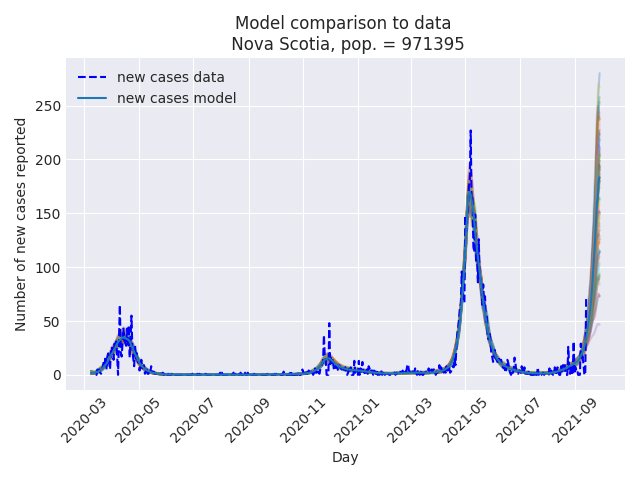 Model comparison to data
Nova Scotia, pop. = 971395
new cases data
new cases model
Number of new cases reported
250
200
150
100
50
0
2020-03
2020-05
2020-07
2020-09
2020-11
2021-01
2021-03
2021-05
2021-07
2021-09
Day